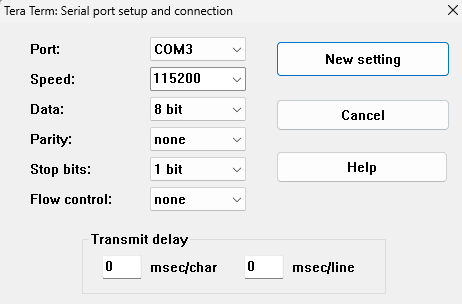 Tera Term: Serial port setup and connection
Port: COM3 New setting
Speed: 115200
Data: 8 bit Cancel
Parity: none
Stop bits: 1 bit Help
Flow control: none
Transmit delay
0 msec/char 0 msec/line